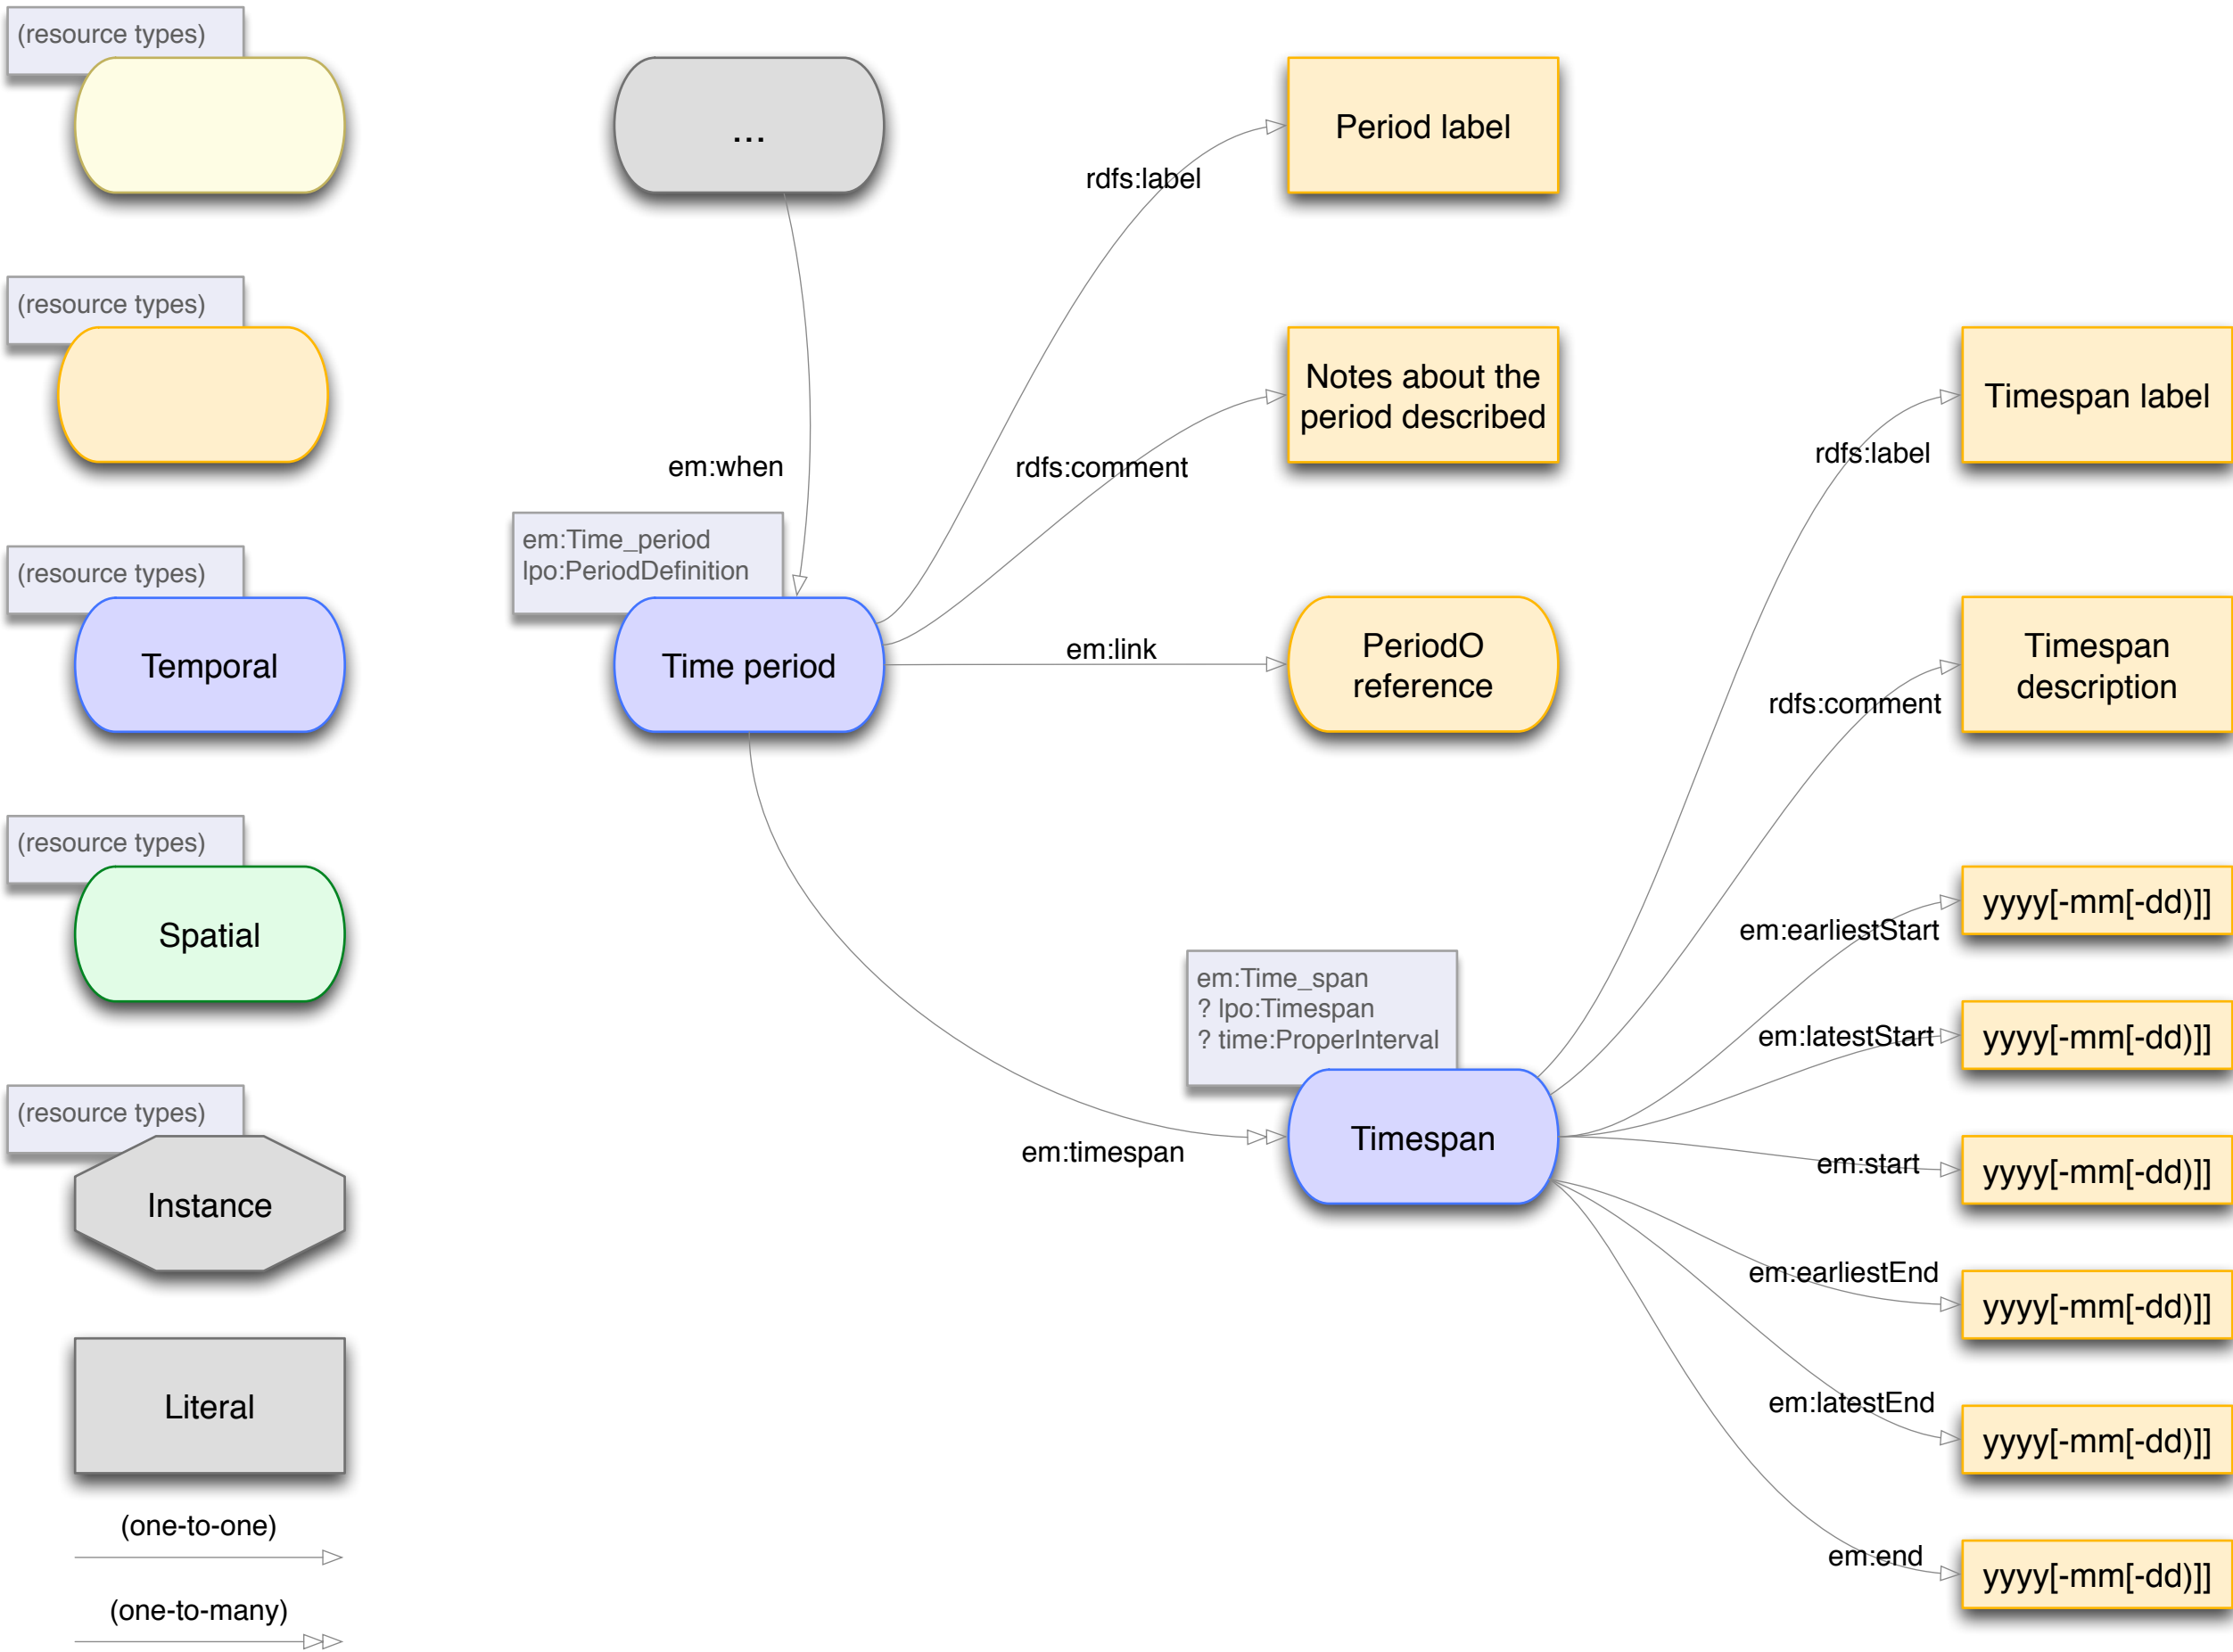 (resource types)
(resource types)
(resource types)
Temporal
(resource types)
Spatial
(resource types)
Instance
Literal
(one-to-one)
(one-to-many)
...
em:when
em:Time_period
lpo:PeriodDefinition
Time period
rdfs:label
Period label
rdfs:comment
Notes about the
period described
em:link
PeriodO
reference
em:timespan
em:Time_span
? lpo:Timespan
? time:ProperInterval
Timespan
rdfs:label
Timespan label
rdfs:comment
Timespan
description
em:earliestStart
yyyy[-mm[-dd)]]
em:latestStart
yyyy[-mm[-dd)]]
em:start
yyyy[-mm[-dd)]]
em:earliestEnd
yyyy[-mm[-dd)]]
em:latestEnd
yyyy[-mm[-dd)]]
em:end
yyyy[-mm[-dd)]]